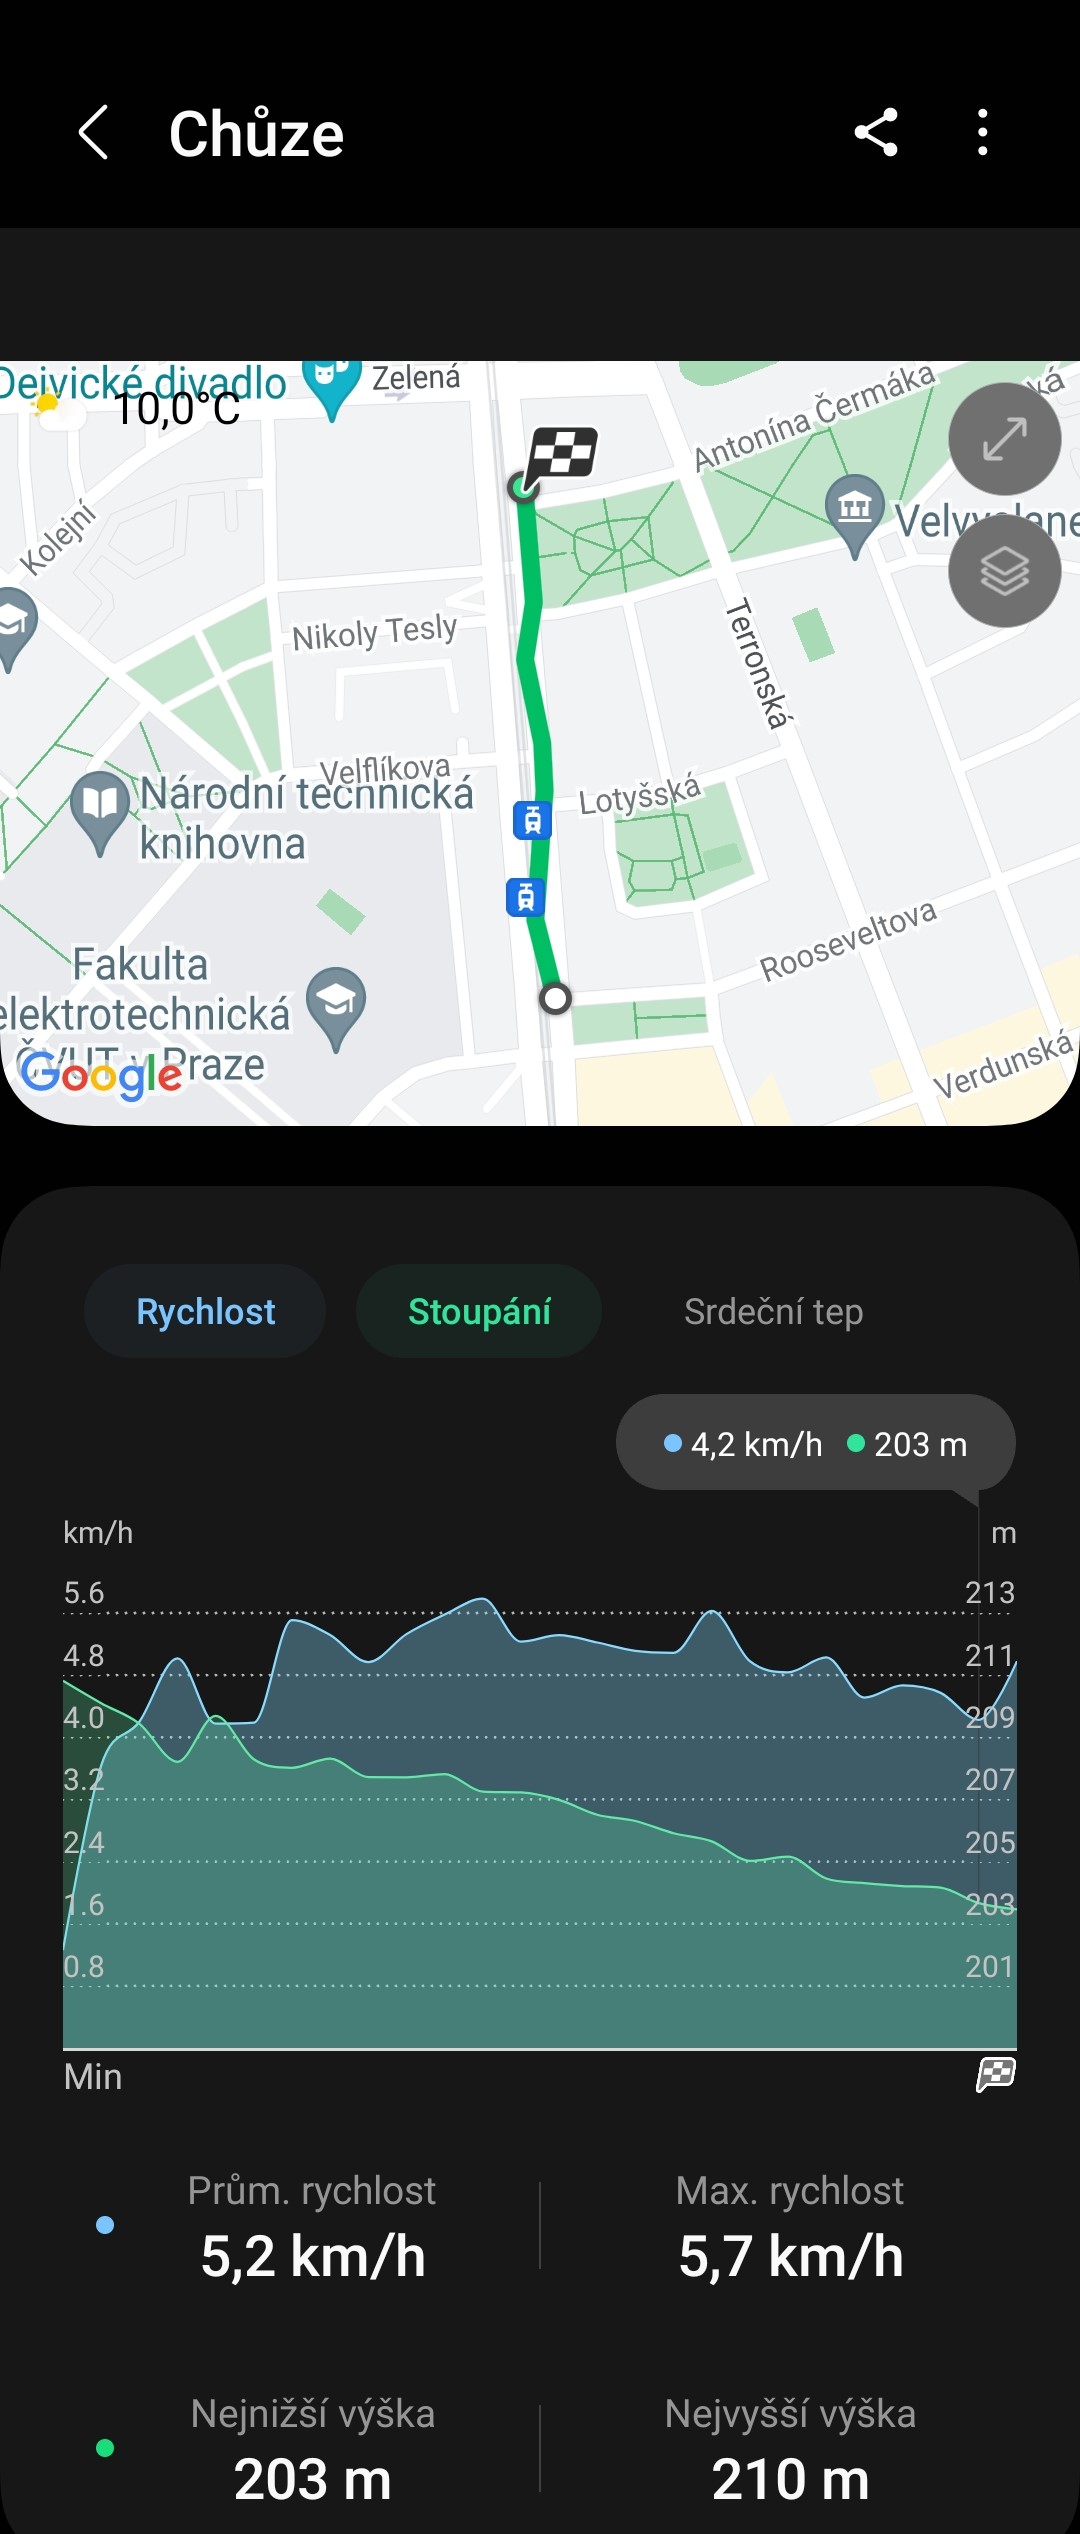 Chůze
Dejvické divadlo
Zelená
10,0°C
Antonína Čermáka
Kolejní
Nikoly Tesly
Terronská
Velflíkova
Národní technická
knihovna
Lotyšská
Rooseveltova
Fakulta
elektrotechnická
ČVUT v Praze
Google
Verdunská
Rychlost
Stoupání
Srdeční tep
4,2 km/h
203 m
km/h
m
5.6
213
4.8
211
4.0
209
3.2
207
2.4
205
1.6
203
0.8
201
Min
Prům. rychlost
Max. rychlost
5,2 km/h
5,7 km/h
Nejnižší výška
Nejvyšší výška
203 m
210 m